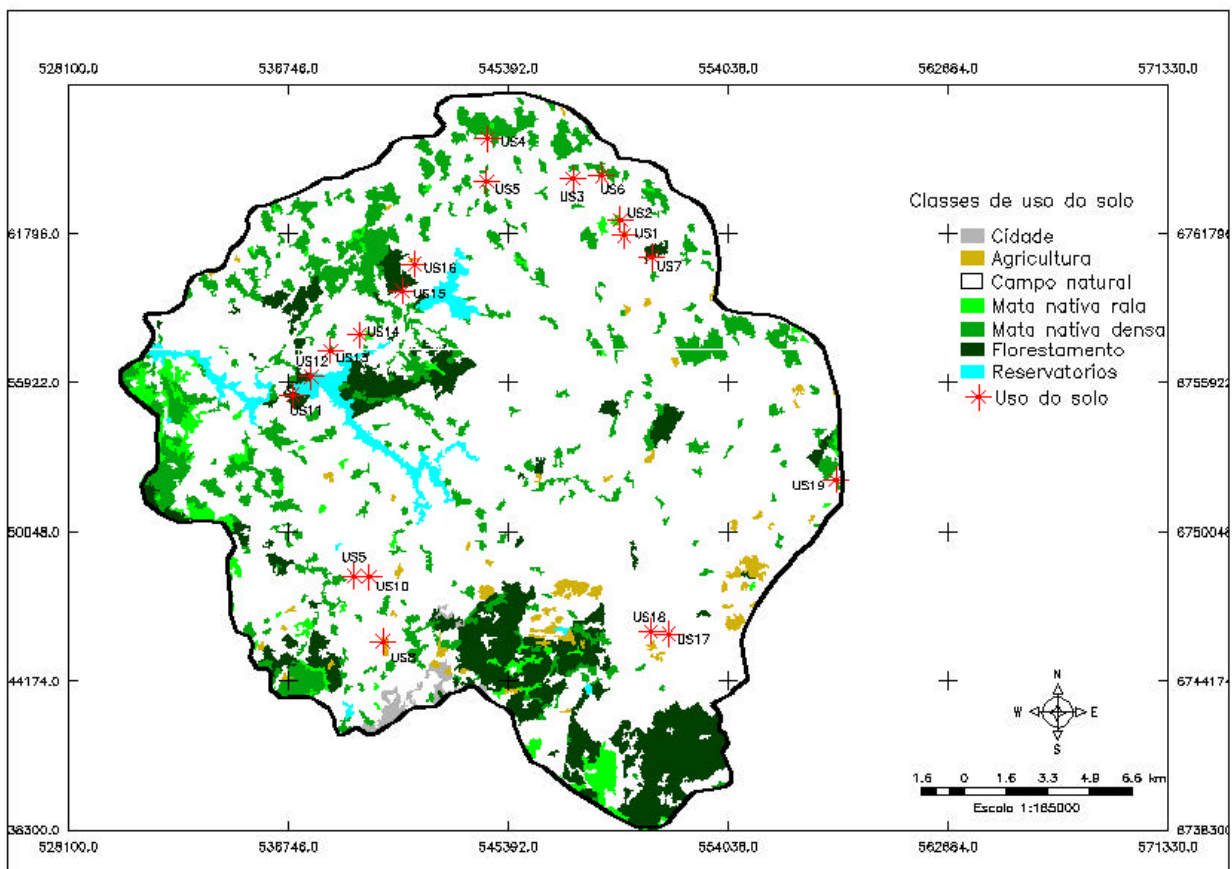 528100.0 536746.0 545392.0 554038.0 562684.0 571330.0
US4
US5
US3
US6
US2
US1
US7
US16
US15
US14
US13
US12
US11
US19
US5
US10
US8
US18
US17
61796.0
6761796
55922.0
6755922
50048.0
6750048
44174.0
6744174
36300.0
6738300
Classes de uso do solo
Cidade
Agricultura
Campo natural
Mata nativa rala
Mata nativa densa
Florestamento
Reservatorios
Uso do solo
N
W E
S
1.6 0 1.6 3.3 4.9 6.6 km
Escala 1:165000
528100.0 536746.0 545392.0 554038.0 562684.0 571330.0